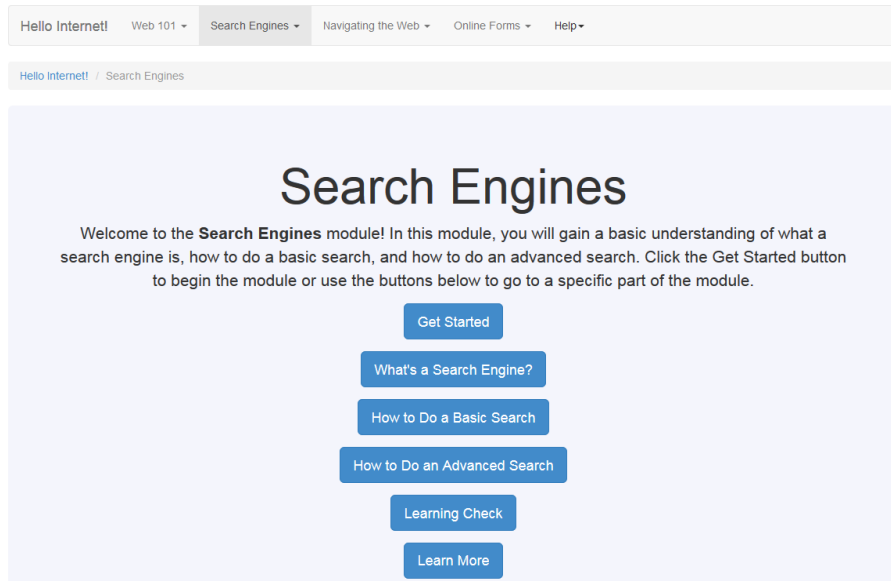 Hello Internet! Web 101 Search Engines Navigating the Web Online Forms Help
Hello Internet! / Search Engines
Search Engines
Welcome to the Search Engines module! In this module, you will gain a basic understanding of what a
search engine is, how to do a basic search, and how to do an advanced search. Click the Get Started button
to begin the module or use the buttons below to go to a specific part of the module.
Get Started
What's a Search Engine?
How to Do a Basic Search
How to Do an Advanced Search
Learning Check
Learn More